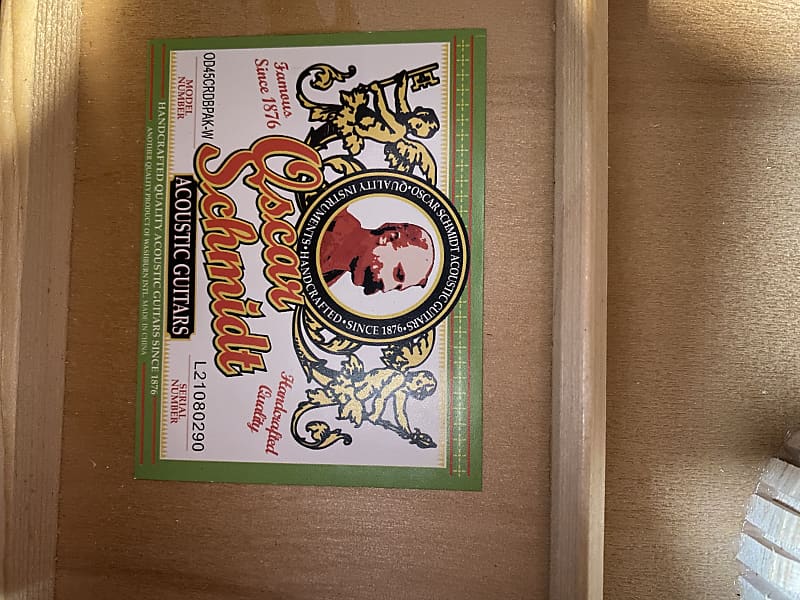 Famous
Since 1876
OSCAR SCHMIDT ACOUSTIC GUITARS • SINCE 1876 • HANDCRAFTED • QUALITY INSTRUMENTS •
Handcrafted
Quality
Oscar
Schmidt
ACOUSTIC GUITARS
OD45CRDBPAK-W
MODEL
NUMBER
L21080290
SERIAL
NUMBER
HANDCRAFTED QUALITY ACOUSTIC GUITARS SINCE 1876
ANOTHER QUALITY PRODUCT OF WASHBURN INTL. MADE IN CHINA